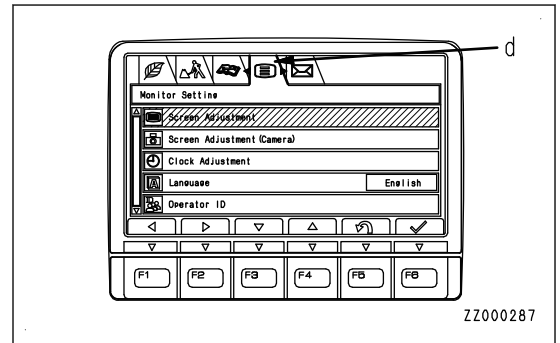 d
Monitor Setting
Screen Adjustment
Screen Adjustment (Camera)
Clock Adjustment
A Language English
ID Operator ID
F1 F2 F3 F4 F5 F6
ZZ000287